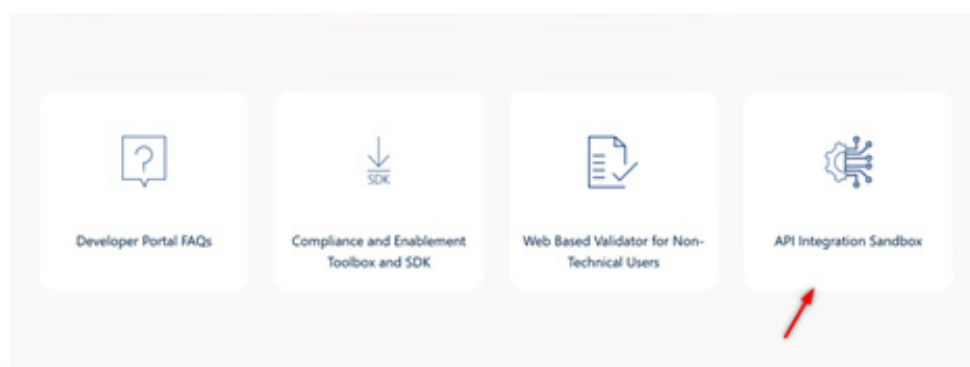 SDK
Developer Portal FAQs
Compliance and Enablement
Toolbox and SDK
Web Based Validator for Non-
Technical Users
API Integration Sandbox